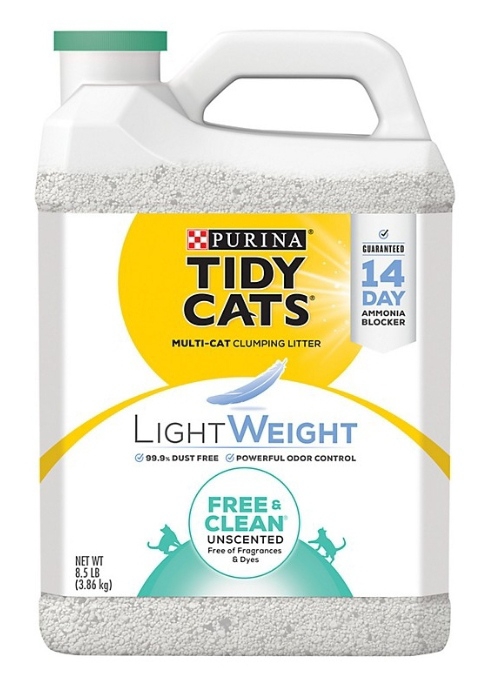 PURINA®
TIDY
CATS®
MULTI-CAT CLUMPING LITTER
GUARANTEED
14
DAY
AMMONIA
BLOCKER
LIGHTWEIGHT
99.9% DUST FREE POWERFUL ODOR CONTROL
FREE &
CLEAN®
UNSCENTED
Free of Fragrances
& Dyes
NET WT
8.5 LB
(3.86 kg)